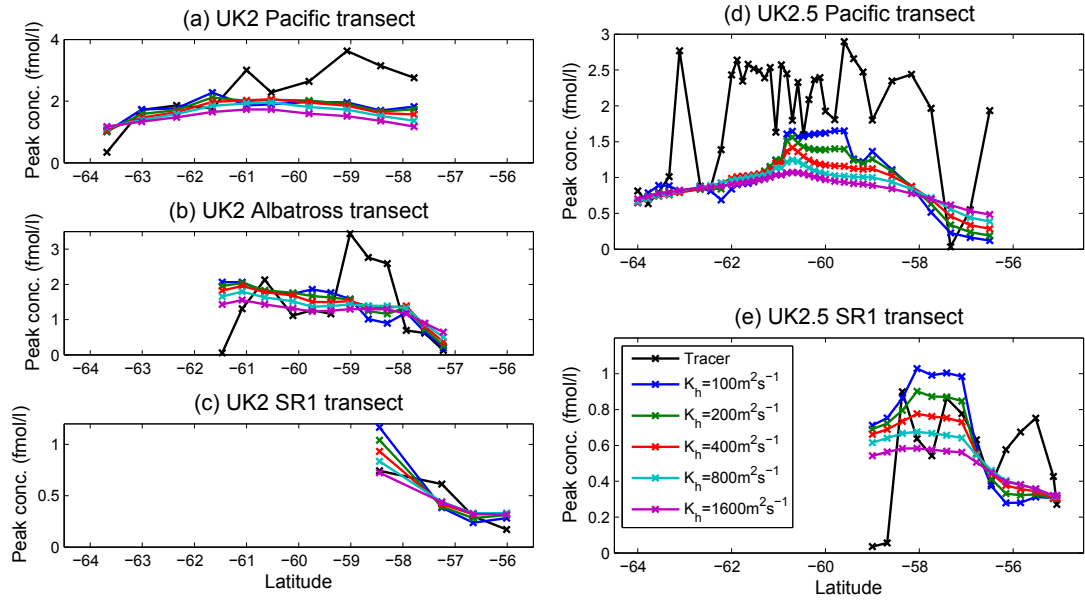 (a) UK2 Pacific transect
Peak conc. (fmol/l)
4
2
0
−64 −63 −62 −61 −60 −59 −58 −57 −56
(b) UK2 Albatross transect
Peak conc. (fmol/l)
3
2
1
0
−64 −63 −62 −61 −60 −59 −58 −57 −56
(c) UK2 SR1 transect
Peak conc. (fmol/l)
1
0.5
0
−64 −63 −62 −61 −60 −59 −58 −57 −56
Latitude
(d) UK2.5 Pacific transect
Peak conc. (fmol/l)
3
2.5
2
1.5
1
0.5
0
−64 −62 −60 −58 −56
(e) UK2.5 SR1 transect
Peak conc. (fmol/l)
1
0.8
0.6
0.4
0.2
0
Tracer
K_h=100m²s⁻¹
K_h=200m²s⁻¹
K_h=400m²s⁻¹
K_h=800m²s⁻¹
K_h=1600m²s⁻¹
−64 −62 −60 −58 −56
Latitude